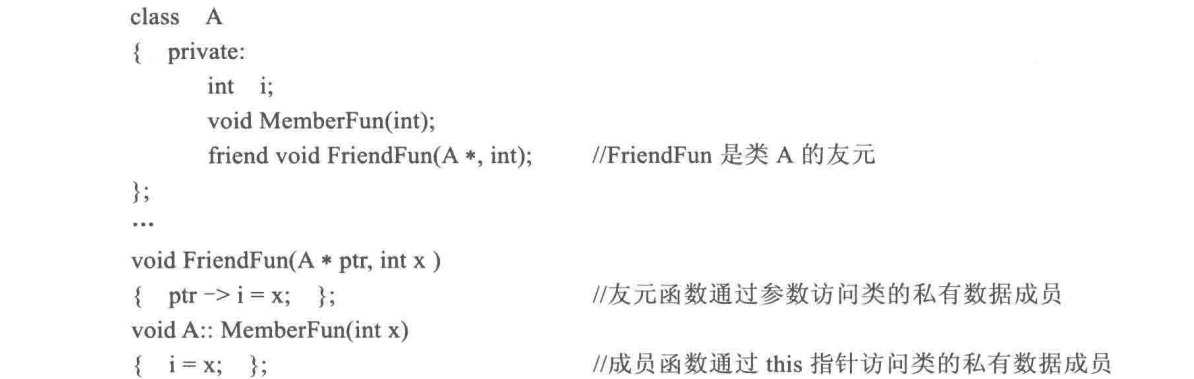 class A
{ private:
int i;
void MemberFun(int);
friend void FriendFun(A *, int); //FriendFun 是类 A 的友元
};
…
void FriendFun(A * ptr, int x )
{ ptr −> i = x; }; //友元函数通过参数访问类的私有数据成员
void A:: MemberFun(int x)
{ i = x; }; //成员函数通过 this 指针访问类的私有数据成员